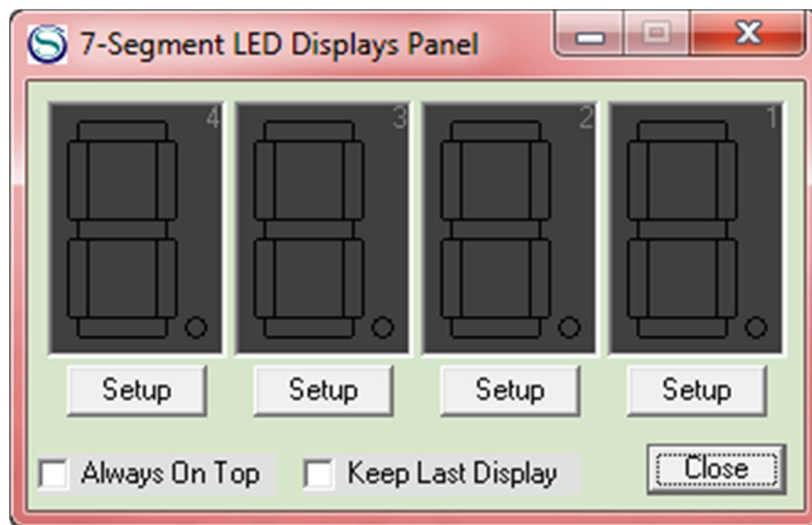 7-Segment LED Displays Panel
4 3 2 1
Setup Setup Setup Setup
Always On Top Keep Last Display Close